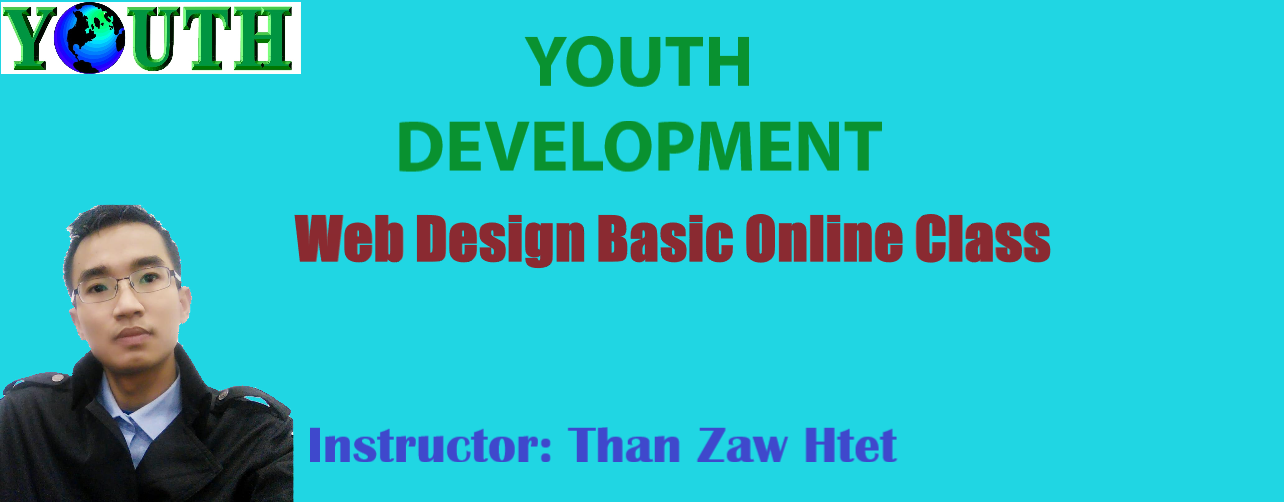 YOUTH
YOUTH
DEVELOPMENT
Web Design Basic Online Class
Instructor: Than Zaw Htet